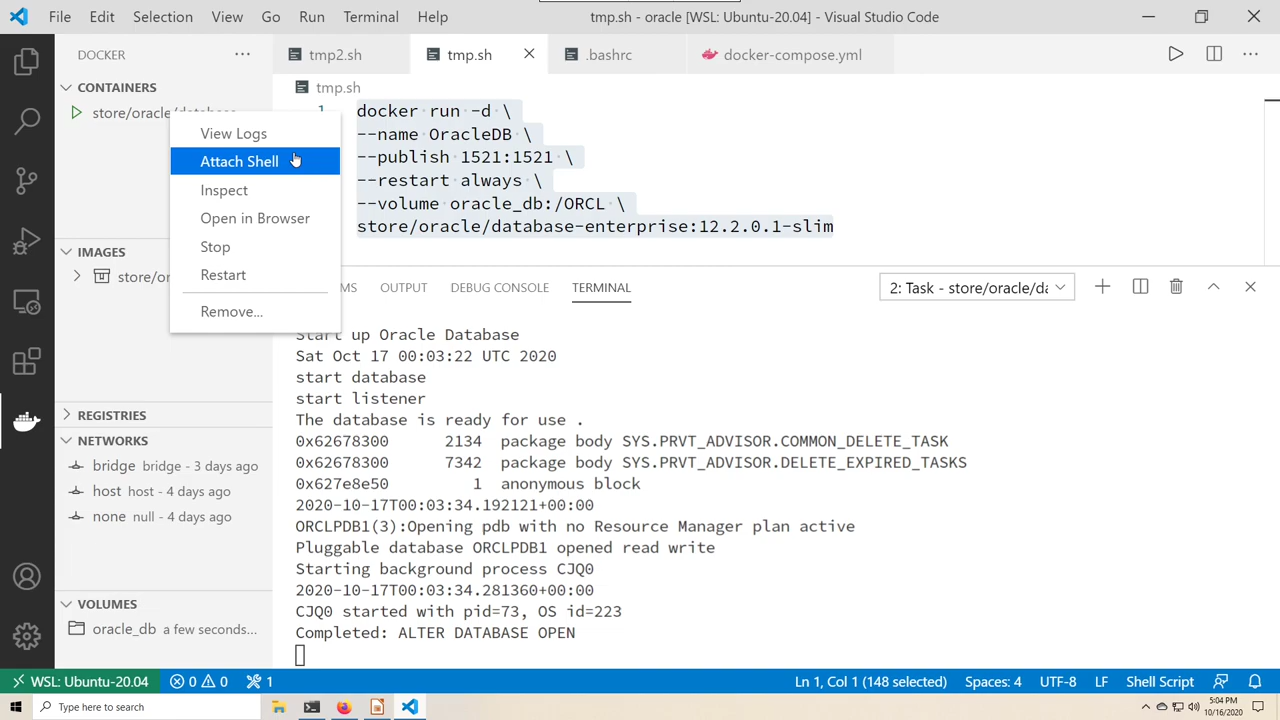 File Edit Selection View Go Run Terminal Help tmp.sh - oracle [WSL: Ubuntu-20.04] - Visual Studio Code
DOCKER ··· tmp2.sh tmp.sh .bashrc docker-compose.yml ···
CONTAINERS tmp.sh
store/oracle/database-
1 docker run -d \
View Logs --name·OracleDB \
Attach Shell --publish 1521:1521 \
Inspect --restart always \
Open in Browser --volume oracle_db:/ORCL \
Stop store/oracle/database-enterprise:12.2.0.1-slim
Restart
Remove...
IMAGES
store/or
MS OUTPUT DEBUG CONSOLE TERMINAL 2: Task - store/oracle/da
Start up Oracle Database
Sat Oct 17 00:03:22 UTC 2020
start database
start listener
The database is ready for use .
0x62678300 2134 package body SYS.PRVT_ADVISOR.COMMON_DELETE_TASK
0x62678300 7342 package body SYS.PRVT_ADVISOR.DELETE_EXPIRED_TASKS
0x627e8e50 1 anonymous block
2020-10-17T00:03:34.192121+00:00
ORCLPDB1(3):Opening pdb with no Resource Manager plan active
Pluggable database ORCLPDB1 opened read write
Starting background process CJQ0
2020-10-17T00:03:34.281360+00:00
CJQ0 started with pid=73, OS id=223
Completed: ALTER DATABASE OPEN
REGISTRIES
NETWORKS
bridge bridge - 3 days ago
host host - 4 days ago
none null - 4 days ago
VOLUMES
oracle_db a few seconds...
WSL: Ubuntu-20.04 0 0 1 Ln 1, Col 1 (148 selected) Spaces: 4 UTF-8 LF Shell Script
Type here to search 5:04 PM
10/16/2020